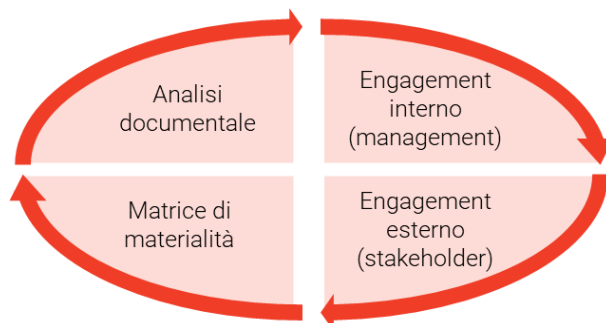 Analisi
documentale
Engagement
interno
(management)
Matrice di
materialità
Engagement
esterno
(stakeholder)